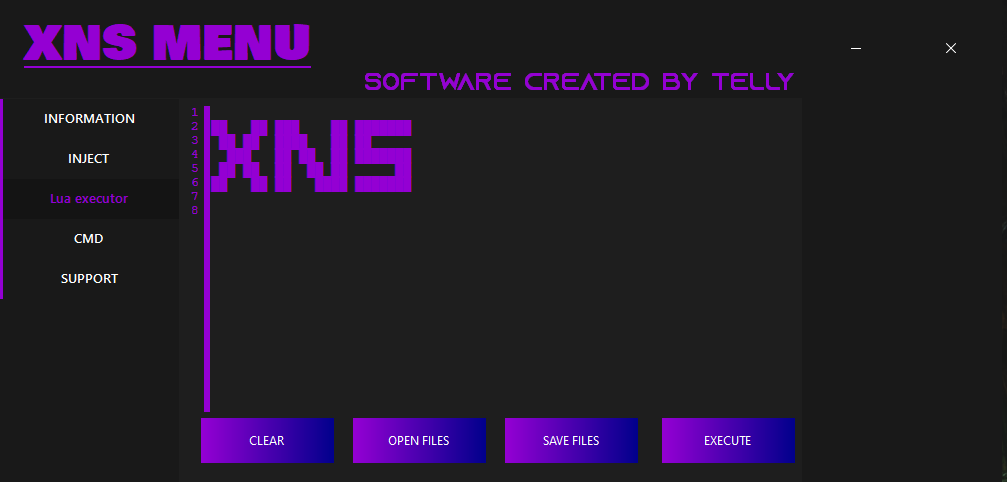 XNS MENU
SOFTWARE CREATED BY TELLY
INFORMATION
INJECT
Lua executor
CMD
SUPPORT
1
2
3
4
5
6
7
8
XNS
CLEAR
OPEN FILES
SAVE FILES
EXECUTE